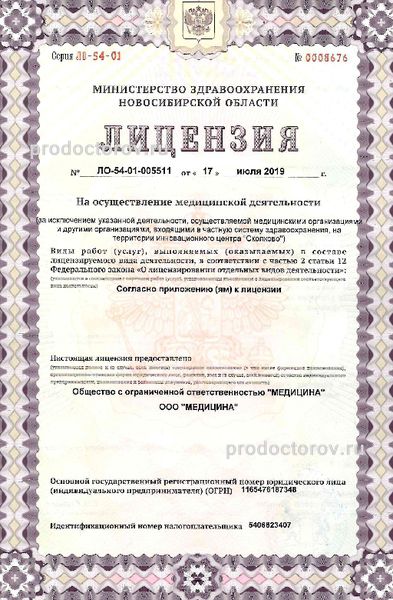 Серия ЛО-54-01 № 0008676
МИНИСТЕРСТВО ЗДРАВООХРАНЕНИЯ
НОВОСИБИРСКОЙ ОБЛАСТИ
ЛИЦЕНЗИЯ
prodoctorov.ru
№ ЛО-54-01-005511 от « 17 » июля 2019 г.
На осуществление медицинской деятельности
(за исключением указанной деятельности, осуществляемой медицинскими организациями
и другими организациями, входящими в частную систему здравоохранения, на
территории инновационного центра "Сколково")
Виды работ (услуг), выполняемых (оказываемых) в составе
лицензируемого вида деятельности, в соответствии с частью 2 статьи 12
Федерального закона «О лицензировании отдельных видов деятельности»:
Согласно приложению (ям) к лицензии
Настоящая лицензия предоставлена
Общество с ограниченной ответственностью "МЕДИЦИНА"
ООО "МЕДИЦИНА"
prodoctorov.ru
Основной государственный регистрационный номер юридического лица
(индивидуального предпринимателя) (ОГРН) 1165476187348
Идентификационный номер налогоплательщика 5406623407